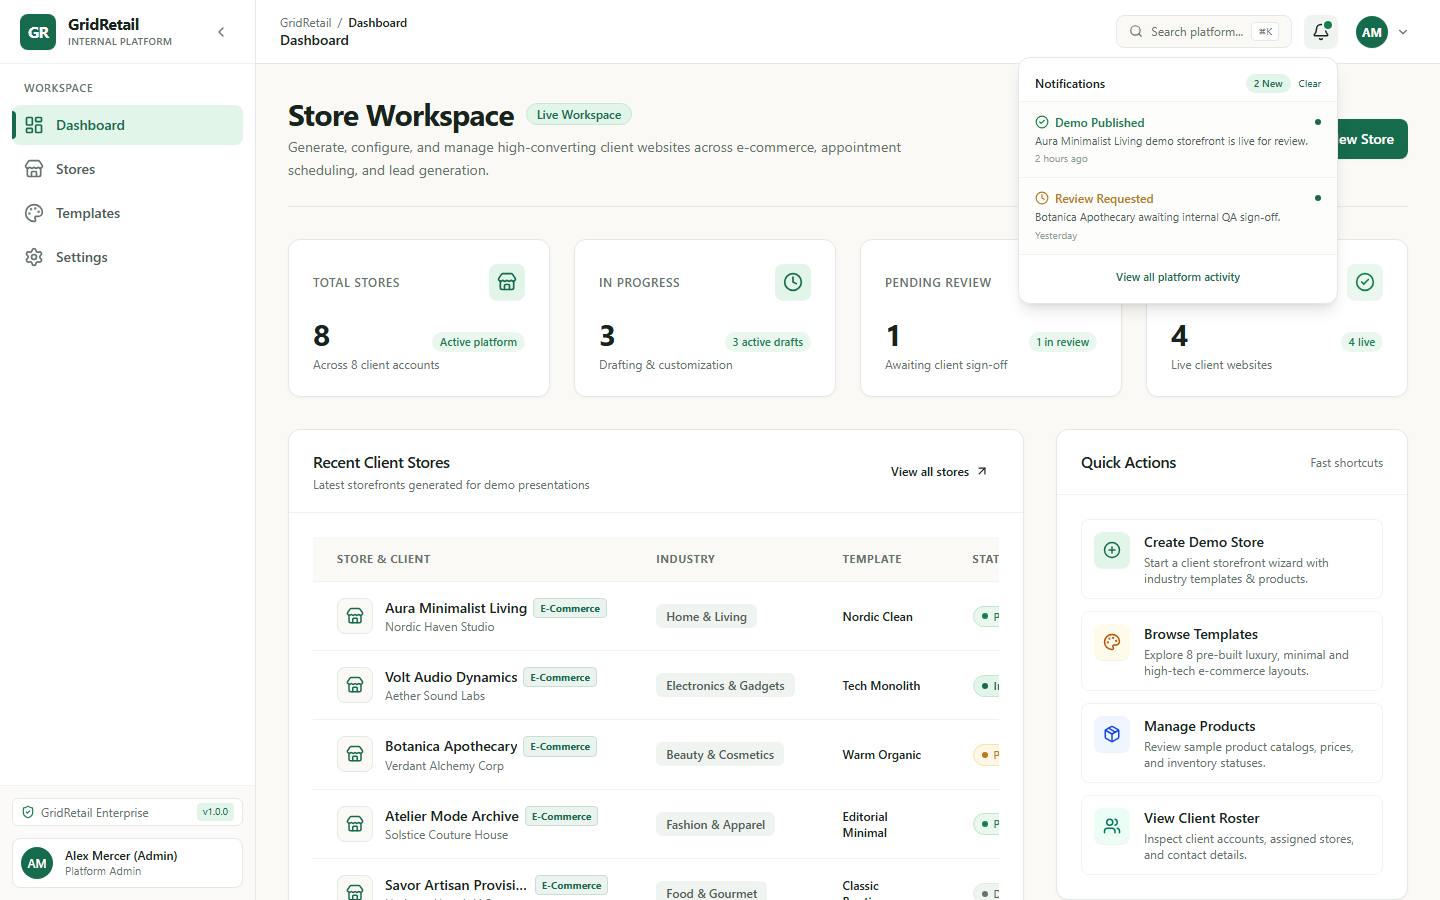 GR
GridRetail
INTERNAL PLATFORM
GridRetail / Dashboard
Dashboard
Search platform...
⌘K
AM
WORKSPACE
Dashboard
Stores
Templates
Settings
GridRetail Enterprise
v1.0.0
AM
Alex Mercer (Admin)
Platform Admin
Store Workspace
Live Workspace
Generate, configure, and manage high-converting client websites across e-commerce, appointment
scheduling, and lead generation.
Store
Notifications
2 New
Clear
Demo Published
Aura Minimalist Living demo storefront is live for review.
2 hours ago
Review Requested
Botanica Apothecary awaiting internal QA sign-off.
Yesterday
View all platform activity
TOTAL STORES
8
Active platform
Across 8 client accounts
IN PROGRESS
3
3 active drafts
Drafting & customization
PENDING REVIEW
1
1 in review
Awaiting client sign-off
4
4 live
Live client websites
Recent Client Stores
Latest storefronts generated for demo presentations
View all stores
STORE & CLIENT
INDUSTRY
TEMPLATE
Aura Minimalist Living
E-Commerce
Nordic Haven Studio
Home & Living
Nordic Clean
Volt Audio Dynamics
E-Commerce
Aether Sound Labs
Electronics & Gadgets
Tech Monolith
Botanica Apothecary
E-Commerce
Verdant Alchemy Corp
Beauty & Cosmetics
Warm Organic
Atelier Mode Archive
E-Commerce
Solstice Couture House
Fashion & Apparel
Editorial
Minimal
Savor Artisan Provisi...
E-Commerce
Food & Gourmet
Classic
Quick Actions
Fast shortcuts
Create Demo Store
Start a client storefront wizard with
industry templates & products.
Browse Templates
Explore 8 pre-built luxury, minimal and
high-tech e-commerce layouts.
Manage Products
Review sample product catalogs, prices,
and inventory statuses.
View Client Roster
Inspect client accounts, assigned stores,
and contact details.